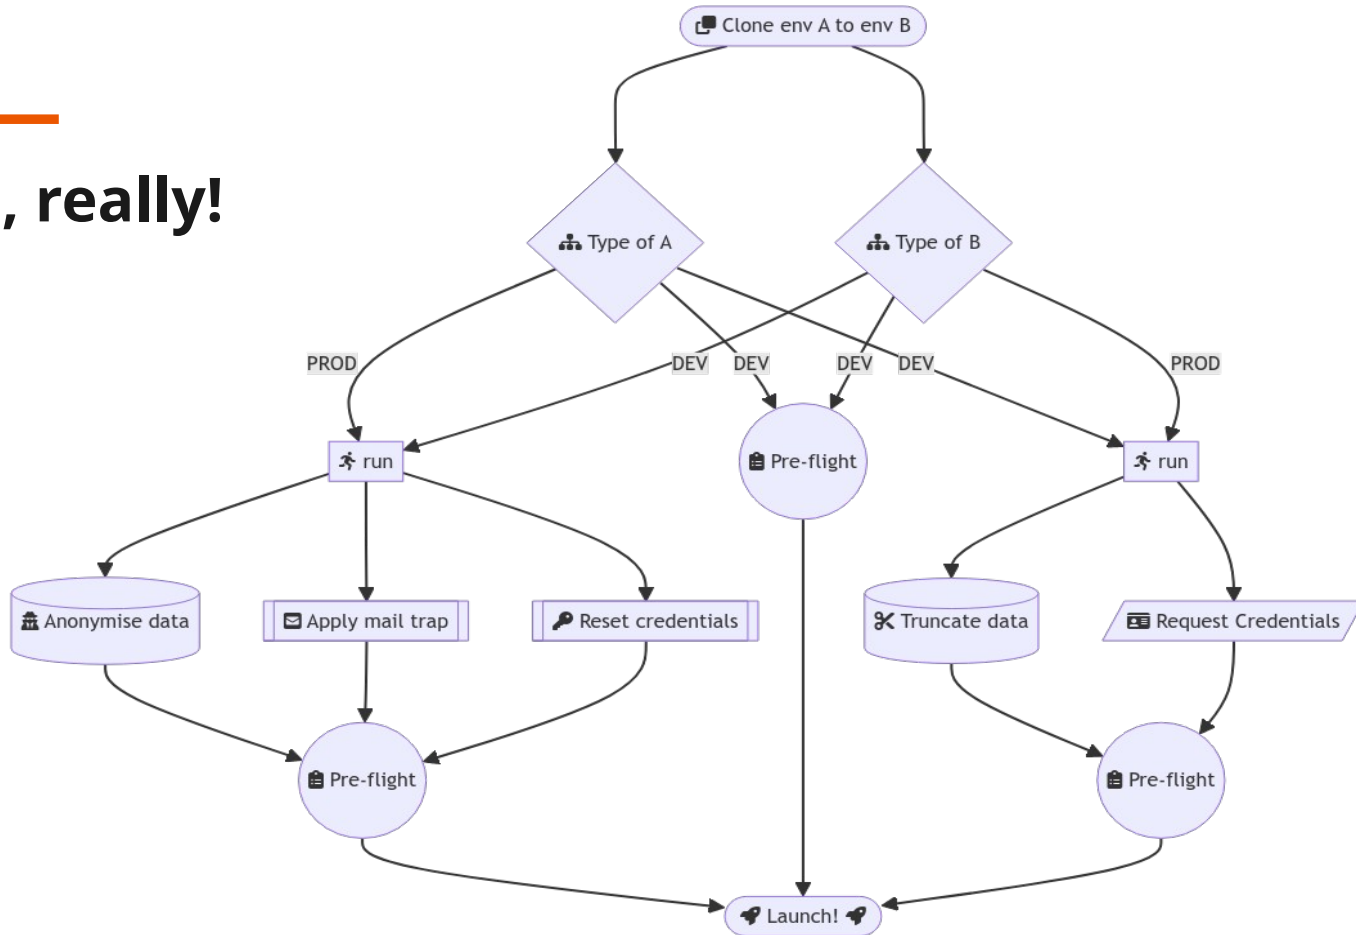 Clone env A to env B
, really!
Type of A
Type of B
PROD
DEV
DEV
DEV
DEV
PROD
run
Pre-flight
run
Anonymise data
Apply mail trap
Reset credentials
Truncate data
Request Credentials
Pre-flight
Pre-flight
Launch!